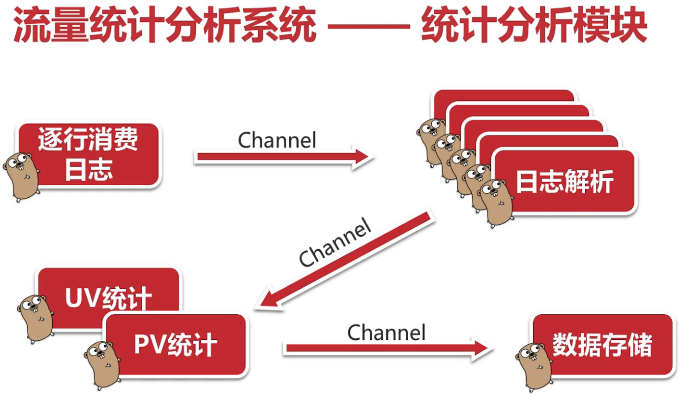 流量统计分析系统 —— 统计分析模块
逐行消费
日志
Channel
日志解析
Channel
UV统计
PV统计
Channel
数据存储